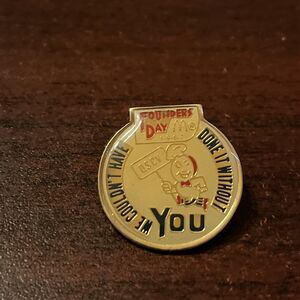 FOUNDERS
DAY
WE COULDN'T HAVE
DONE IT WITHOUT
YOU